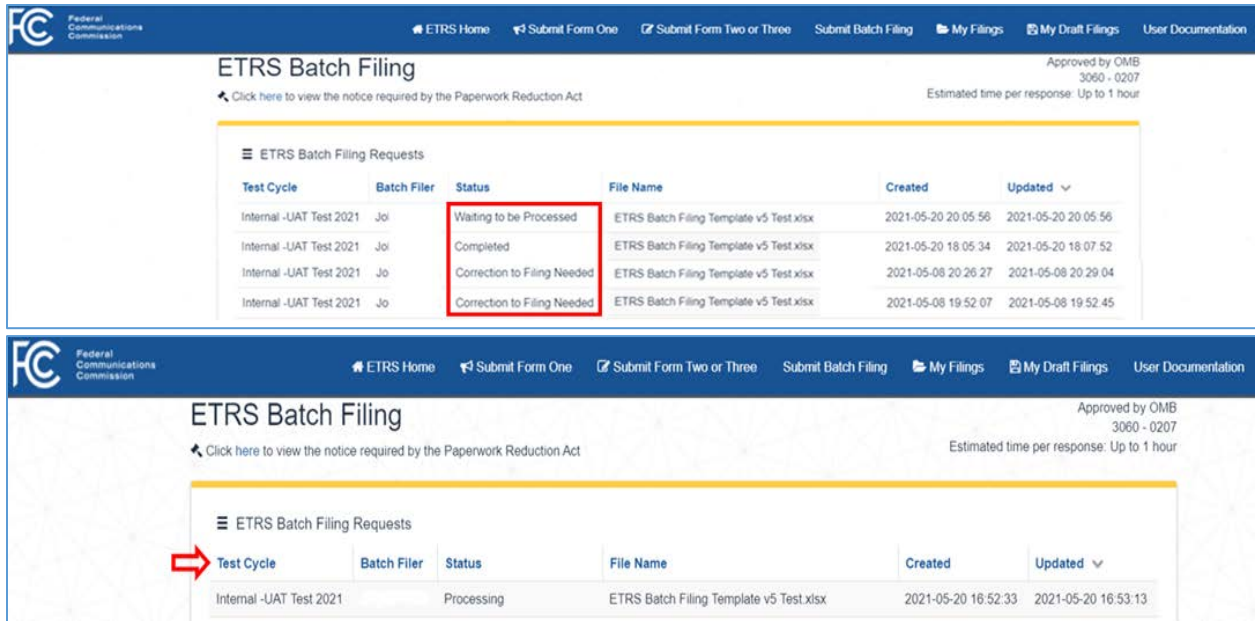 FC Federal Communications Commission ETRS Home Submit Form One Submit Form Two or Three Submit Batch Filing My Filings My Draft Filings User Documentation
ETRS Batch Filing
Approved by OMB
3060 - 0207
Click here to view the notice required by the Paperwork Reduction Act
Estimated time per response: Up to 1 hour
ETRS Batch Filing Requests
Test Cycle Batch Filer Status File Name Created Updated
Internal -UAT Test 2021 Jol Waiting to be Processed ETRS Batch Filing Template v5 Test.xlsx 2021-05-20 20:05:56 2021-05-20 20:05:56
Internal -UAT Test 2021 Jol Completed ETRS Batch Filing Template v5 Test.xlsx 2021-05-20 18:05:34 2021-05-20 18:07:52
Internal -UAT Test 2021 Jo Correction to Filing Needed ETRS Batch Filing Template v5 Test.xlsx 2021-05-08 20:26:27 2021-05-08 20:29:04
Internal -UAT Test 2021 Jo Correction to Filing Needed ETRS Batch Filing Template v5 Test.xlsx 2021-05-08 19:52:07 2021-05-08 19:52:45
FC Federal Communications Commission ETRS Home Submit Form One Submit Form Two or Three Submit Batch Filing My Filings My Draft Filings User Documentation
ETRS Batch Filing
Approved by OMB
3060 - 0207
Click here to view the notice required by the Paperwork Reduction Act
Estimated time per response: Up to 1 hour
ETRS Batch Filing Requests
Test Cycle Batch Filer Status File Name Created Updated
Internal -UAT Test 2021 Processing ETRS Batch Filing Template v5 Test.xlsx 2021-05-20 16:52:33 2021-05-20 16:53:13